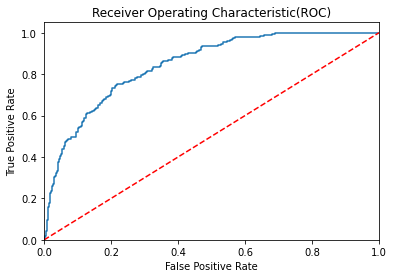 Receiver Operating Characteristic(ROC)
True Positive Rate
1.0
0.8
0.6
0.4
0.2
0.0
0.0 0.2 0.4 0.6 0.8 1.0
False Positive Rate